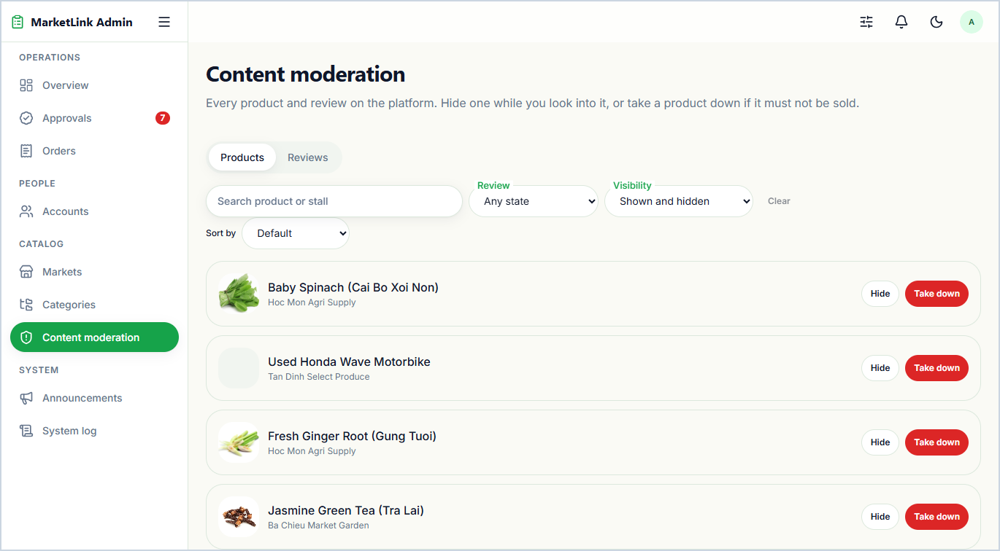 MarketLink Admin
A
OPERATIONS
Overview
Approvals
7
Orders
PEOPLE
Accounts
CATALOG
Markets
Categories
Content moderation
SYSTEM
Announcements
System log
Content moderation
Every product and review on the platform. Hide one while you look into it, or take a product down if it must not be sold.
Products
Reviews
Search product or stall
Review
Any state
Visibility
Shown and hidden
Clear
Sort by
Default
Baby Spinach (Cai Bo Xoi Non)
Hoc Mon Agri Supply
Hide
Take down
Used Honda Wave Motorbike
Tan Dinh Select Produce
Hide
Take down
Fresh Ginger Root (Gung Tuoi)
Hoc Mon Agri Supply
Hide
Take down
Jasmine Green Tea (Tra Lai)
Ba Chieu Market Garden
Hide
Take down